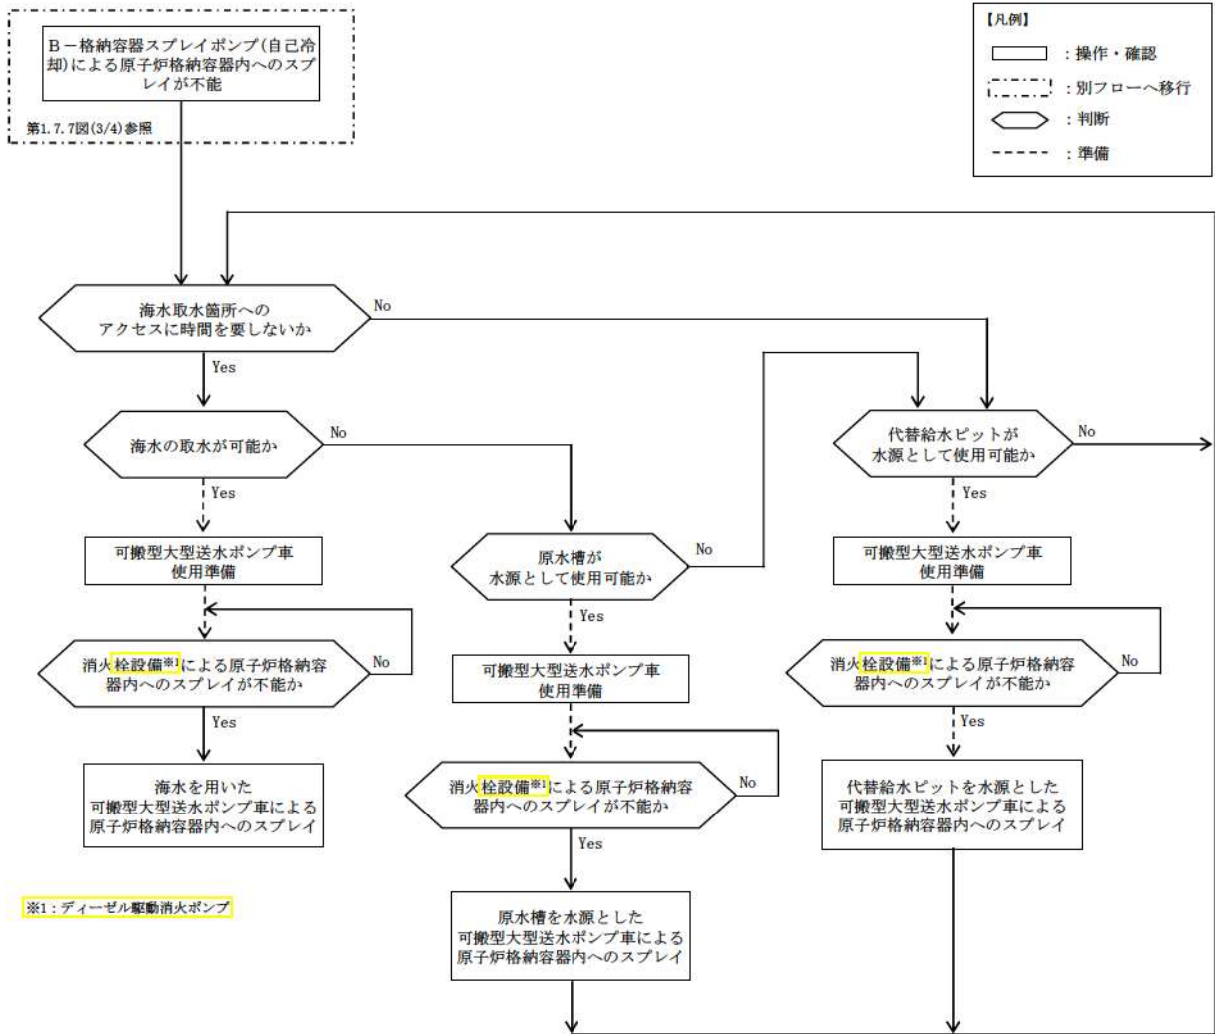 B－格納容器スプレイポンプ(自己冷
却)による原子炉格納容器内へのスプ
レイが不能
第1.7.7図(3/4)参照
【凡例】
：操作・確認
：別フローへ移行
：判断
：準備
海水取水箇所への
アクセスに時間を要しないか
No
Yes
海水の取水が可能か
No
Yes
代替給水ピットが
水源として使用可能か
No
Yes
可搬型大型送水ポンプ車
使用準備
原水槽が
水源として使用可能か
No
Yes
可搬型大型送水ポンプ車
使用準備
消火栓設備※1による原子炉格納容
器内へのスプレイが不能か
No
Yes
可搬型大型送水ポンプ車
使用準備
消火栓設備※1による原子炉格納容
器内へのスプレイが不能か
No
Yes
海水を用いた
可搬型大型送水ポンプ車による
原子炉格納容器内へのスプレイ
消火栓設備※1による原子炉格納容
器内へのスプレイが不能か
No
Yes
代替給水ピットを水源とした
可搬型大型送水ポンプ車による
原子炉格納容器内へのスプレイ
※1：ディーゼル駆動消火ポンプ
原水槽を水源とした
可搬型大型送水ポンプ車による
原子炉格納容器内へのスプレイ